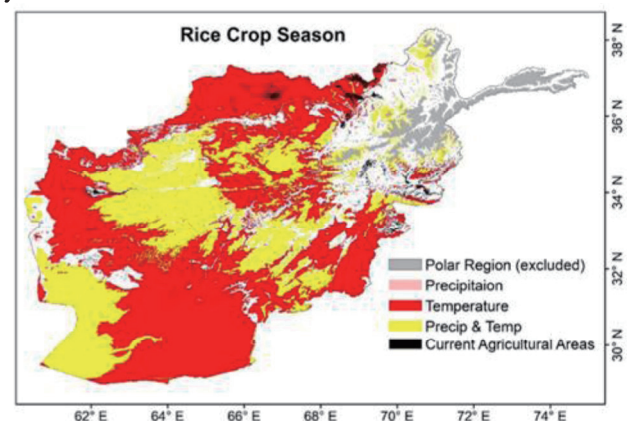 Rice Crop Season
38° N
36° N
34° N
32° N
30° N
Polar Region (excluded)
Precipitaion
Temperature
Precip & Temp
Current Agricultural Areas
62° E 64° E 66° E 68° E 70° E 72° E 74° E